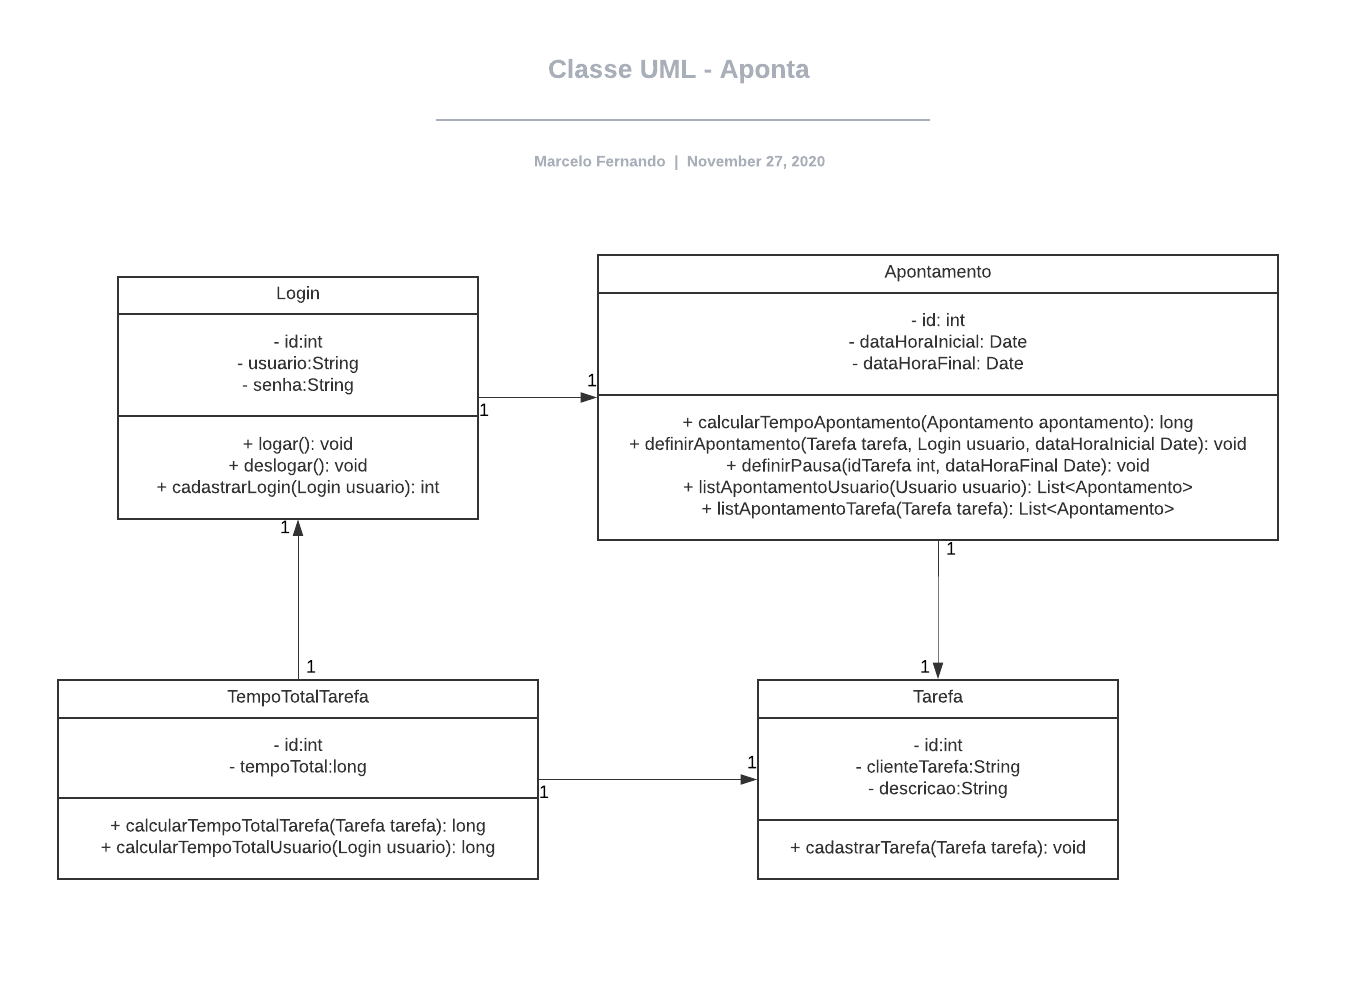 Classe UML - Aponta
Marcelo Fernando | November 27, 2020
Login
- id:int
- usuario:String
- senha:String
+ logar(): void
+ deslogar(): void
+ cadastrarLogin(Login usuario): int
1
1
Apontamento
- id: int
- dataHoraInicial: Date
- dataHoraFinal: Date
+ calcularTempoApontamento(Apontamento apontamento): long
+ definirApontamento(Tarefa tarefa, Login usuario, dataHoraInicial Date): void
+ definirPausa(idTarefa int, dataHoraFinal Date): void
+ listApontamentoUsuario(Usuario usuario): List<Apontamento>
+ listApontamentoTarefa(Tarefa tarefa): List<Apontamento>
1
1
1
1
TempoTotalTarefa
- id:int
- tempoTotal:long
+ calcularTempoTotalTarefa(Tarefa tarefa): long
+ calcularTempoTotalUsuario(Login usuario): long
1
1
Tarefa
- id:int
- clienteTarefa:String
- descricao:String
+ cadastrarTarefa(Tarefa tarefa): void